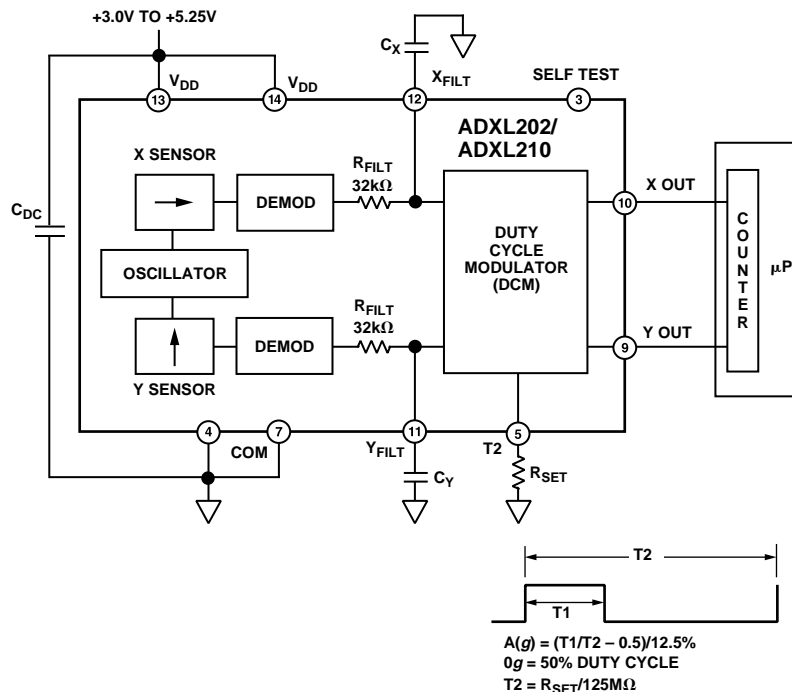 +3.0V TO +5.25V
CX
XFILT
SELF TEST
VDD
VDD
13
14
12
3
ADXL202/
ADXL210
X SENSOR
RFILT
32kΩ
DEMOD
X OUT
10
CDC
OSCILLATOR
DUTY
CYCLE
MODULATOR
(DCM)
COUNTER
μP
RFILT
32kΩ
DEMOD
Y OUT
9
Y SENSOR
4
7
11
5
COM
YFILT
T2
CY
RSET
T2
T1
A(g) = (T1/T2 – 0.5)/12.5%
0g = 50% DUTY CYCLE
T2 = RSET/125MΩ